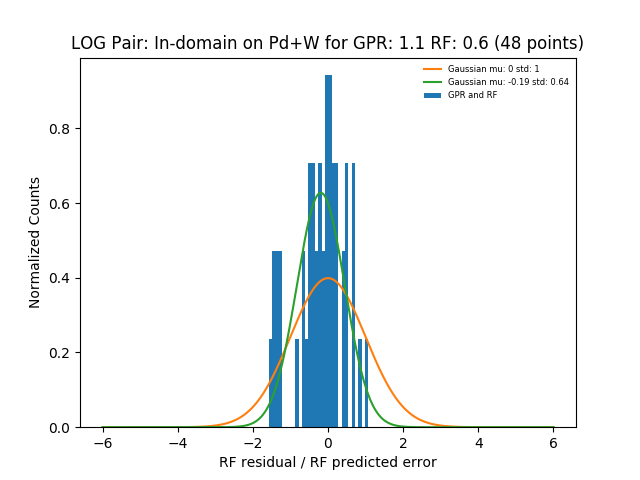 LOG Pair: In-domain on Pd+W for GPR: 1.1 RF: 0.6 (48 points)
Gaussian mu: 0 std: 1
Gaussian mu: -0.19 std: 0.64
GPR and RF
Normalized Counts
0.8
0.6
0.4
0.2
0.0
−6 −4 −2 0 2 4 6
RF residual / RF predicted error